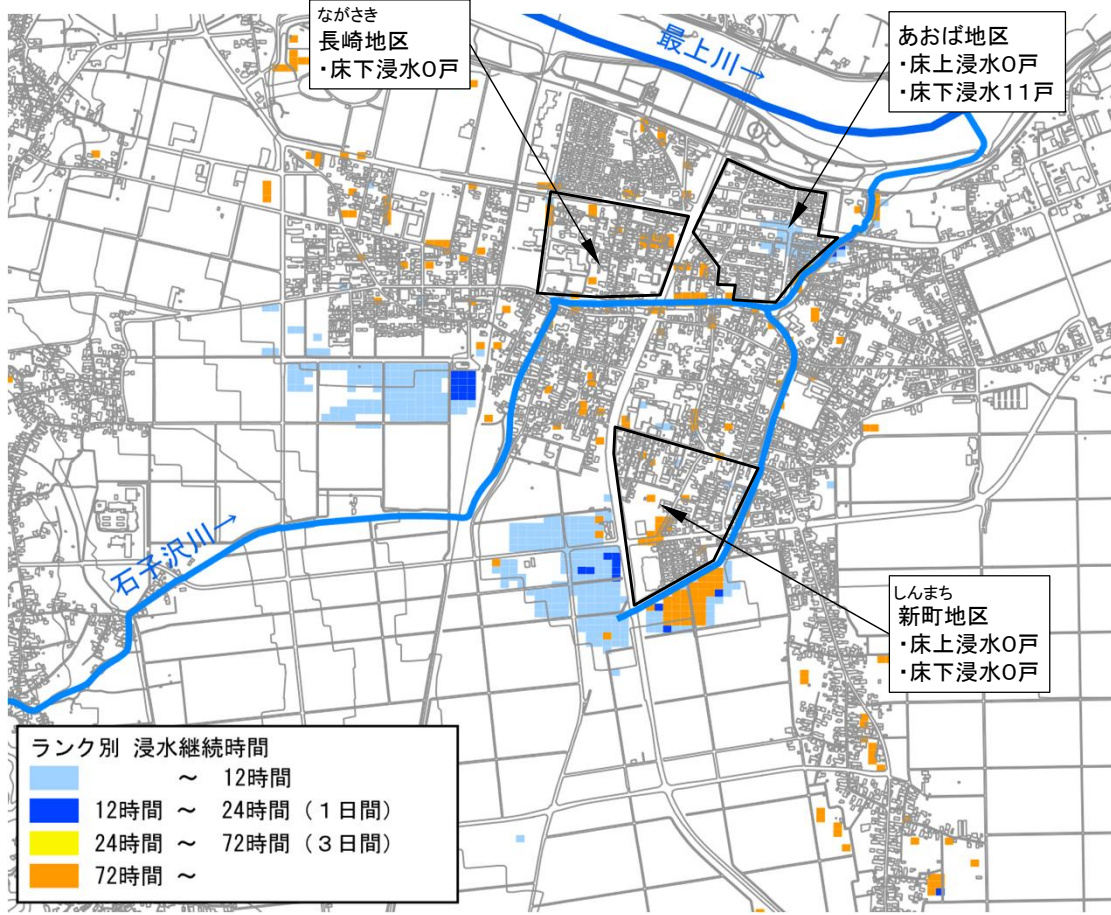 ながさき
長崎地区
・床下浸水０戸
最上川→
あおば地区
・床上浸水０戸
・床下浸水１１戸
石子沢川→
しんまち
新町地区
・床上浸水０戸
・床下浸水０戸
ランク別 浸水継続時間
～ 12時間
12時間 ～ 24時間（１日間）
24時間 ～ 72時間（３日間）
72時間 ～